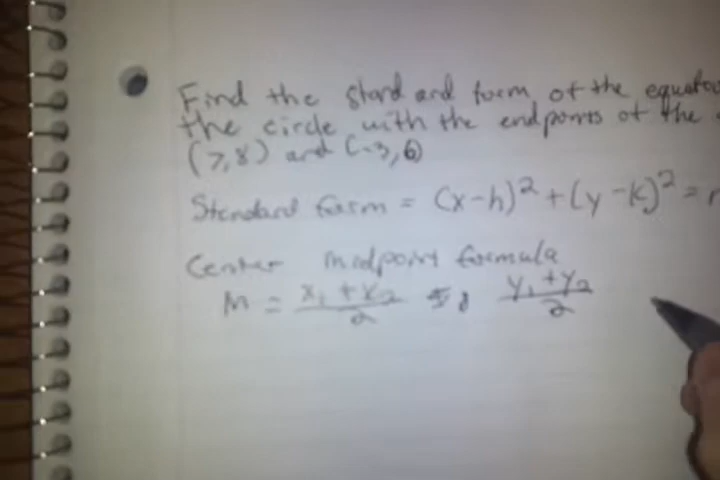 Find the standard form of the equatio
the circle with the endpoints of the
(7,8) and (-3,6)
Standard form = (x-h)² + (y-k)² = r
Center midpoint formula
M = x₁ + x₂ / 2 , y₁ + y₂ / 2